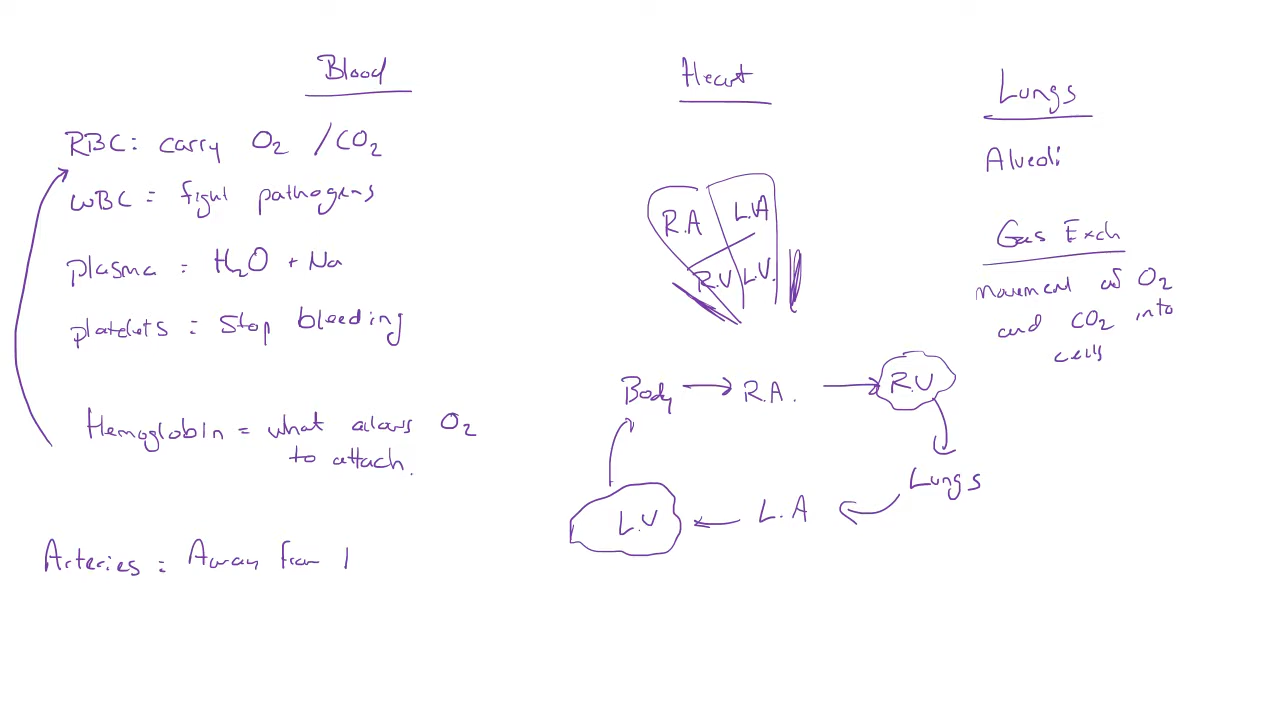 Blood
RBC: carry O2 / CO2
WBC = fight pathogens
plasma = H2O + Na
platelets = Stop bleeding
Hemoglobin = what allows O2
to attach.
Arteries = Away from
Heart
R.A L.A
R.V L.V.
Body → R.A. → R.V
Lungs
L.V ← L.A
Lungs
Alveoli
Gas Exch
movement of O2
and CO2 into
cells